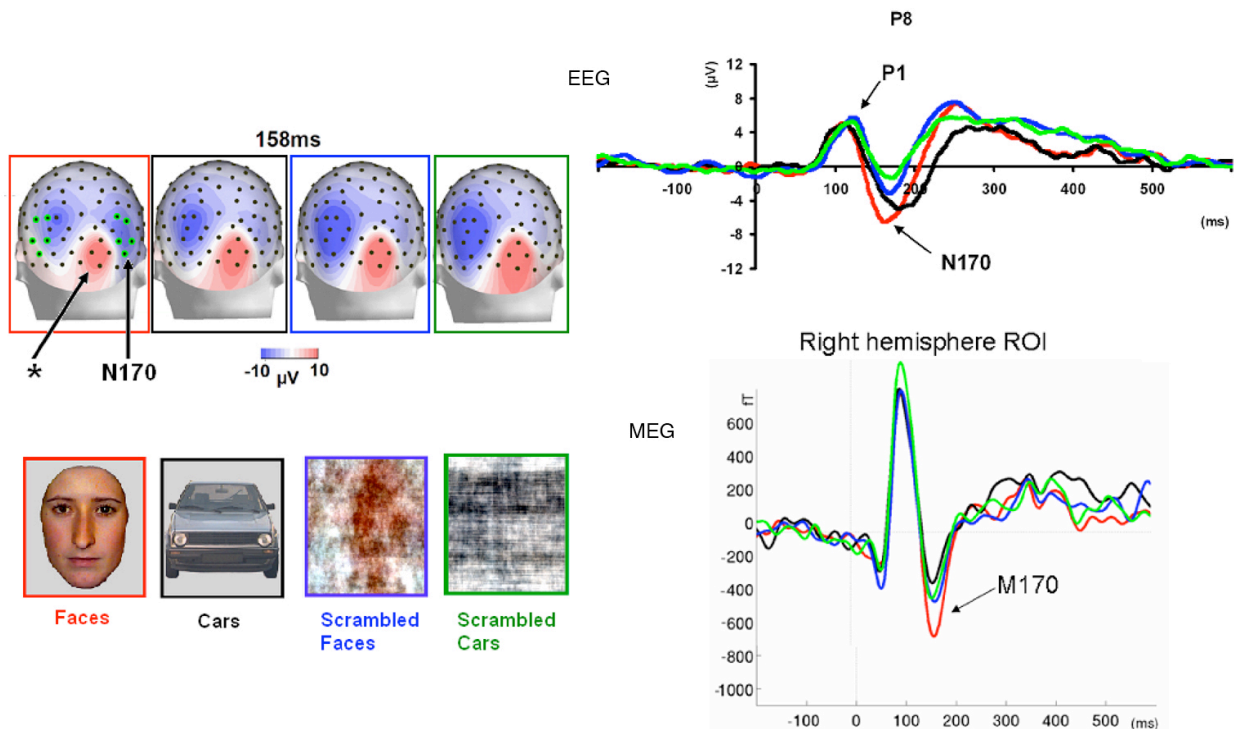 P8
EEG
12
(µV)
P1
8
4
0
-100
0
100
200
300
400
500
-4
(ms)
-8
N170
-12
158ms
*
N170
-10
10
µV
Faces
Cars
Scrambled
Faces
Scrambled
Cars
Right hemisphere ROI
MEG
fT
600
400
200
0
-200
-400
-600
-800
-1000
M170
-100
0
100
200
300
400
500
(ms)